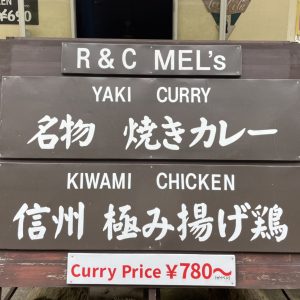 ¥690
R & C MEL's
YAKI CURRY
名物 焼きカレー
KIWAMI CHICKEN
信州 極み揚げ鶏
Curry Price ¥780〜